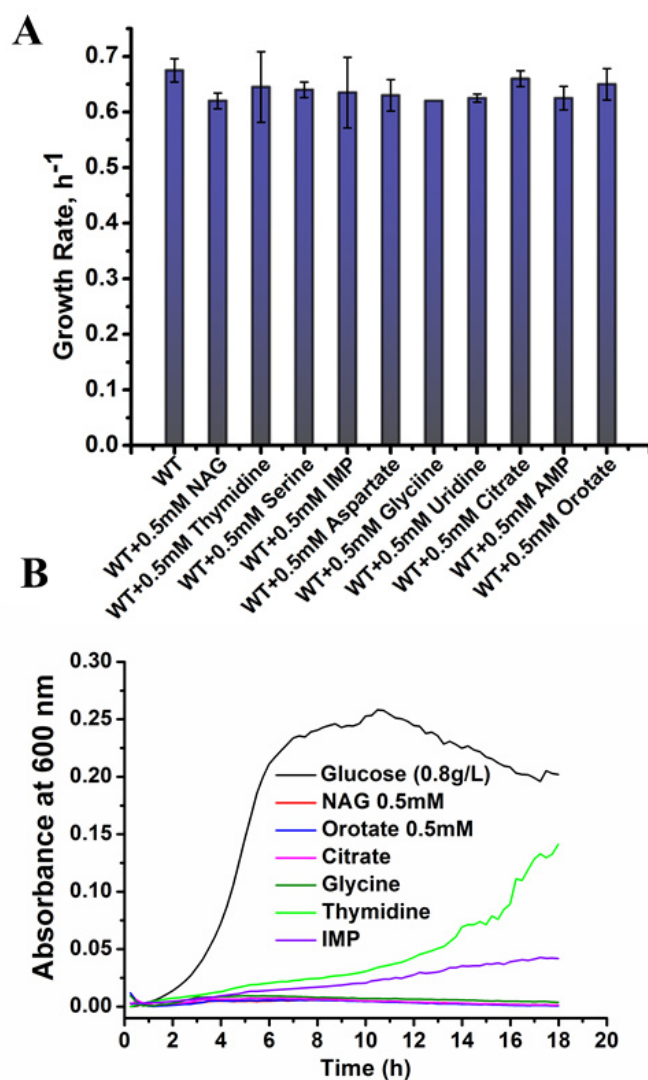 A
Growth Rate, h-1
0.7
0.6
0.5
0.4
0.3
0.2
0.1
0.0
WT
WT+0.5mM NAG
WT+0.5mM Thymidine
WT+0.5mM Serine
WT+0.5mM IMP
WT+0.5mM Aspartate
WT+0.5mM Glyciine
WT+0.5mM Uridine
WT+0.5mM Citrate
WT+0.5mM AMP
WT+0.5mM Orotate
B
Absorbance at 600 nm
0.30
0.25
0.20
0.15
0.10
0.05
0.00
Glucose (0.8g/L)
NAG 0.5mM
Orotate 0.5mM
Citrate
Glycine
Thymidine
IMP
0 2 4 6 8 10 12 14 16 18 20
Time (h)